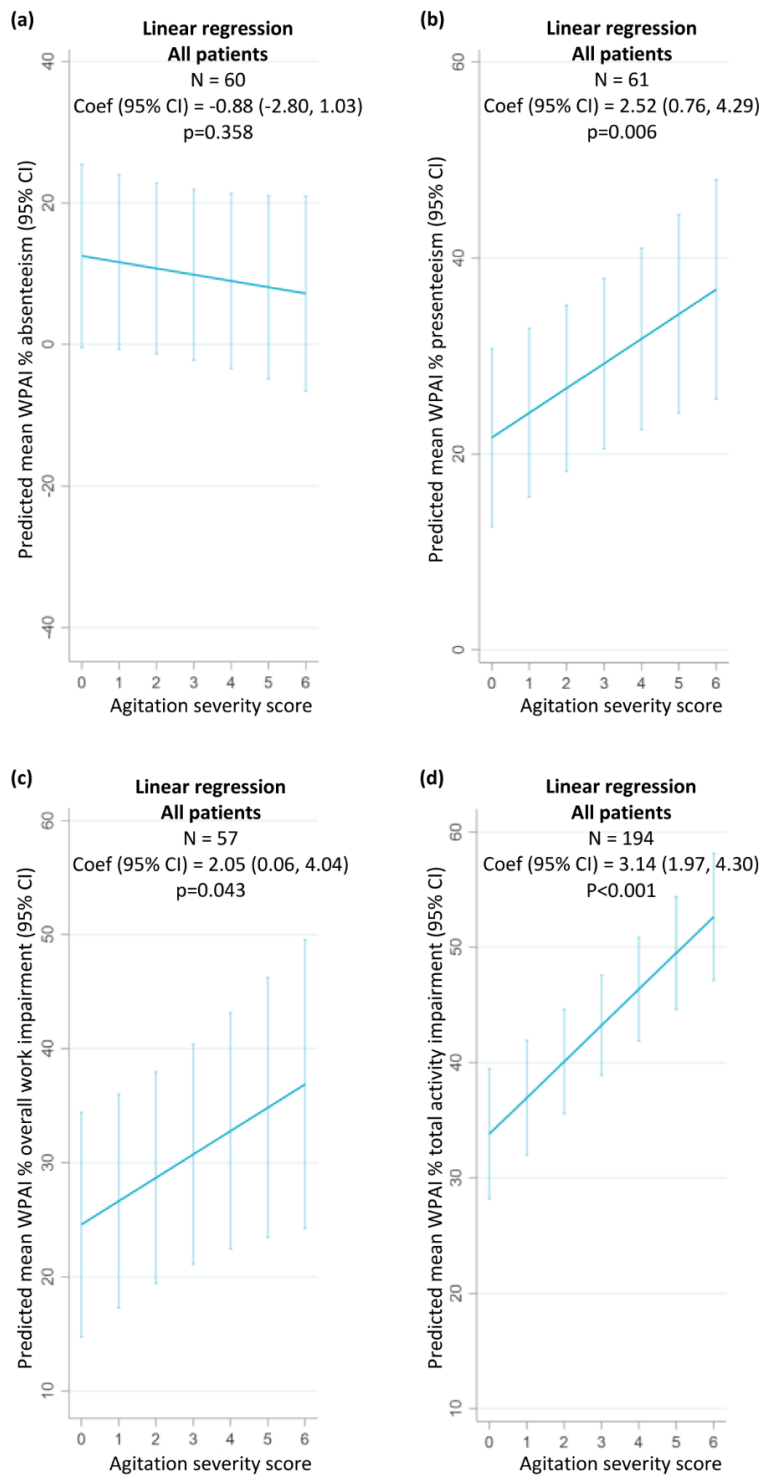 (a)
Linear regression
All patients
N = 60
Coef (95% CI) = -0.88 (-2.80, 1.03)
p=0.358
Predicted mean WPAI % absenteeism (95% CI)
40
20
0
-20
-40
0 1 2 3 4 5 6
Agitation severity score
(b)
Linear regression
All patients
N = 61
Coef (95% CI) = 2.52 (0.76, 4.29)
p=0.006
Predicted mean WPAI % presenteeism (95% CI)
60
40
20
0
0 1 2 3 4 5 6
Agitation severity score
(c)
Linear regression
All patients
N = 57
Coef (95% CI) = 2.05 (0.06, 4.04)
p=0.043
Predicted mean WPAI % overall work impairment (95% CI)
60
50
40
30
20
10
0 1 2 3 4 5 6
Agitation severity score
(d)
Linear regression
All patients
N = 194
Coef (95% CI) = 3.14 (1.97, 4.30)
P<0.001
Predicted mean WPAI % total activity impairment (95% CI)
60
50
40
30
20
10
0 1 2 3 4 5 6
Agitation severity score